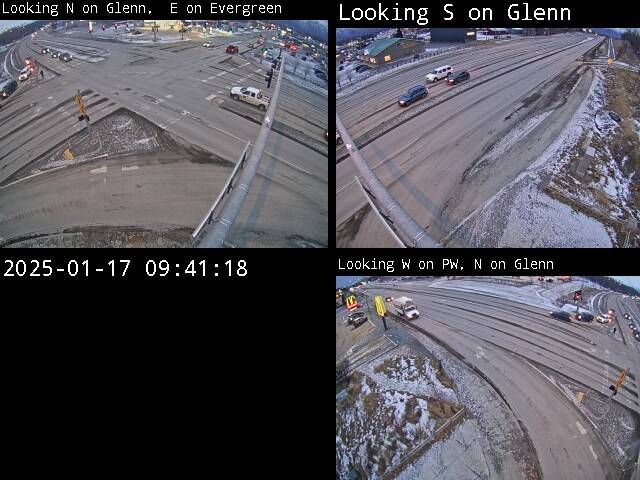 Looking N on Glenn,  E on Evergreen
Looking S on Glenn
2025-01-17 09:41:18
Looking W on PW, N on Glenn